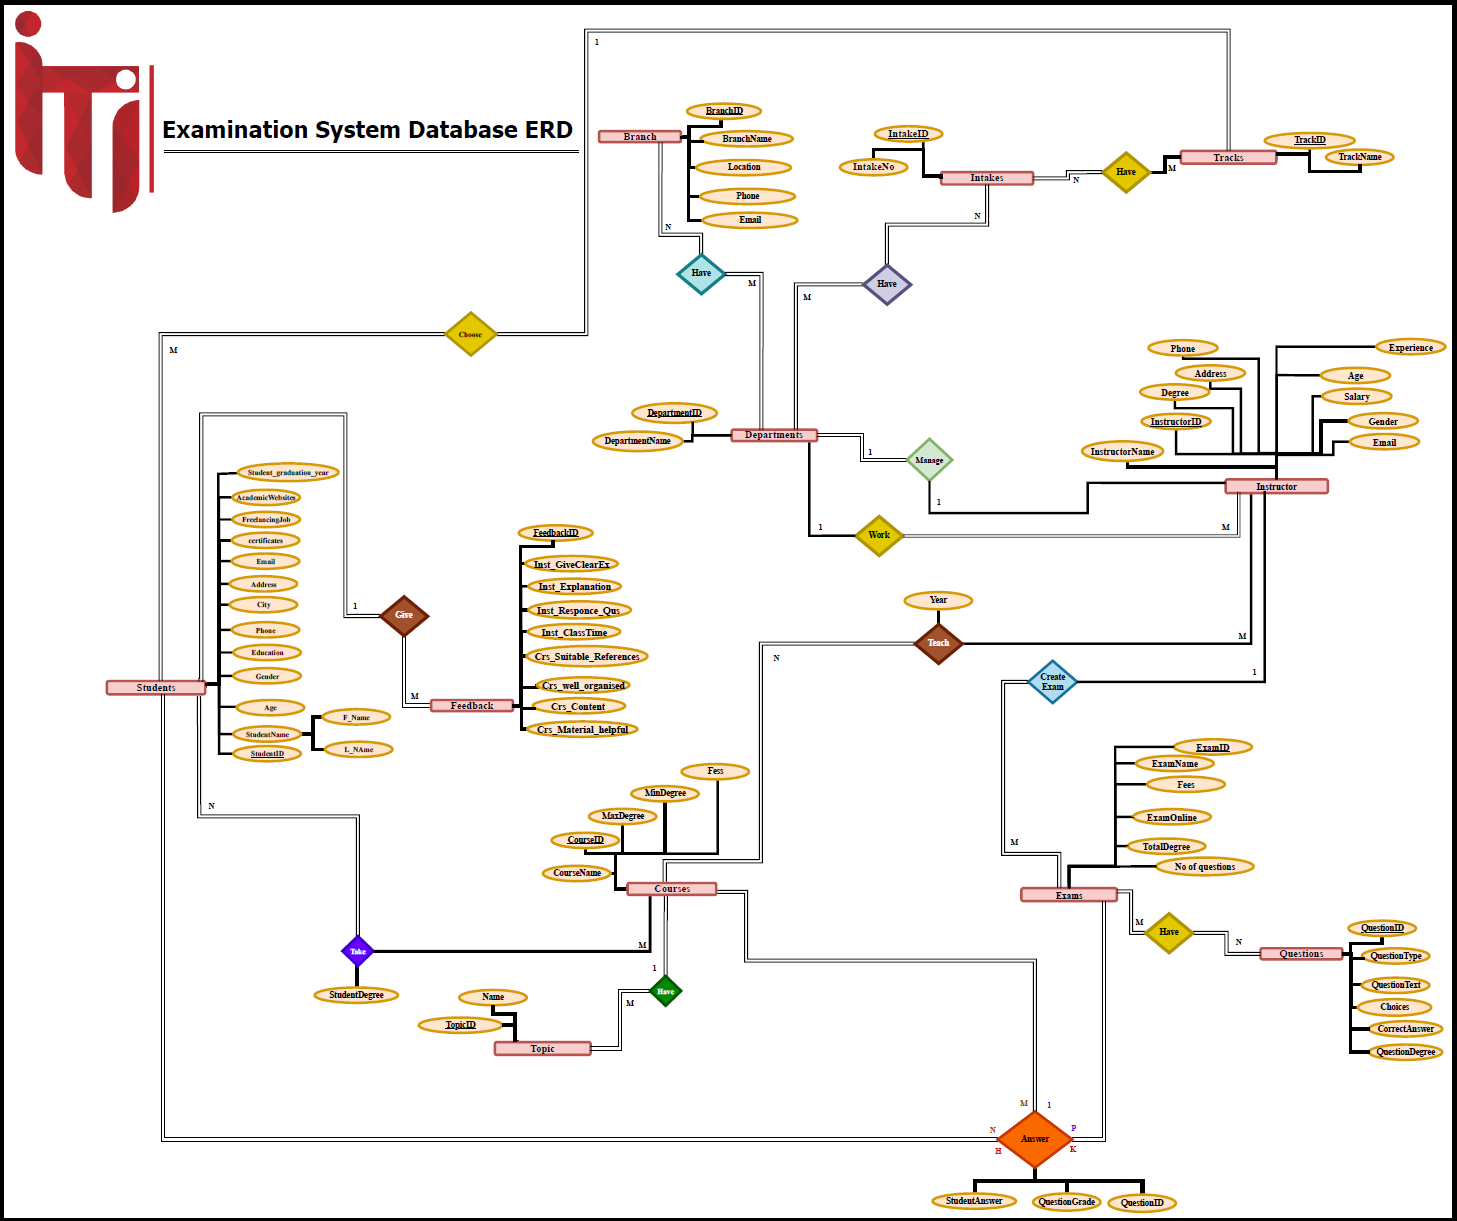 iTi
Examination System Database ERD
1
BranchID
Branch
BranchName
Location
Phone
Email
N
Have
M
IntakeID
IntakeNo
Intakes
N
Have
M
Tracks
TrackID
TrackName
N
Have
M
Choose
M
DepartmentID
DepartmentName
Departments
1
Manage
1
1
Work
M
Phone
Address
Degree
InstructorID
InstructorName
Experience
Age
Salary
Gender
Email
Instructor
Student_graduation_year
AcademicWebsites
FreelancingJob
certificates
Email
Address
City
Phone
Education
Gender
Age
StudentName
StudentID
F_Name
L_NAme
Students
1
Give
M
Feedback
FeedbackID
Inst_GiveClearEx
Inst_Explanation
Inst_Responce_Qus
Inst_ClassTime
Crs_Suitable_References
Crs_well_organised
Crs_Content
Crs_Material_helpful
Year
Teach
N
M
Create
Exam
1
M
ExamID
ExamName
Fees
ExamOnline
TotalDegree
No of questions
Exams
M
Have
N
Questions
QuestionID
QuestionType
QuestionText
Choices
CorrectAnswer
QuestionDegree
Fess
MinDegree
MaxDegree
CourseID
CourseName
Courses
N
Take
M
StudentDegree
1
Have
M
Name
TopicID
Topic
M
1
N
P
H
K
Answer
StudentAnswer
QuestionGrade
QuestionID